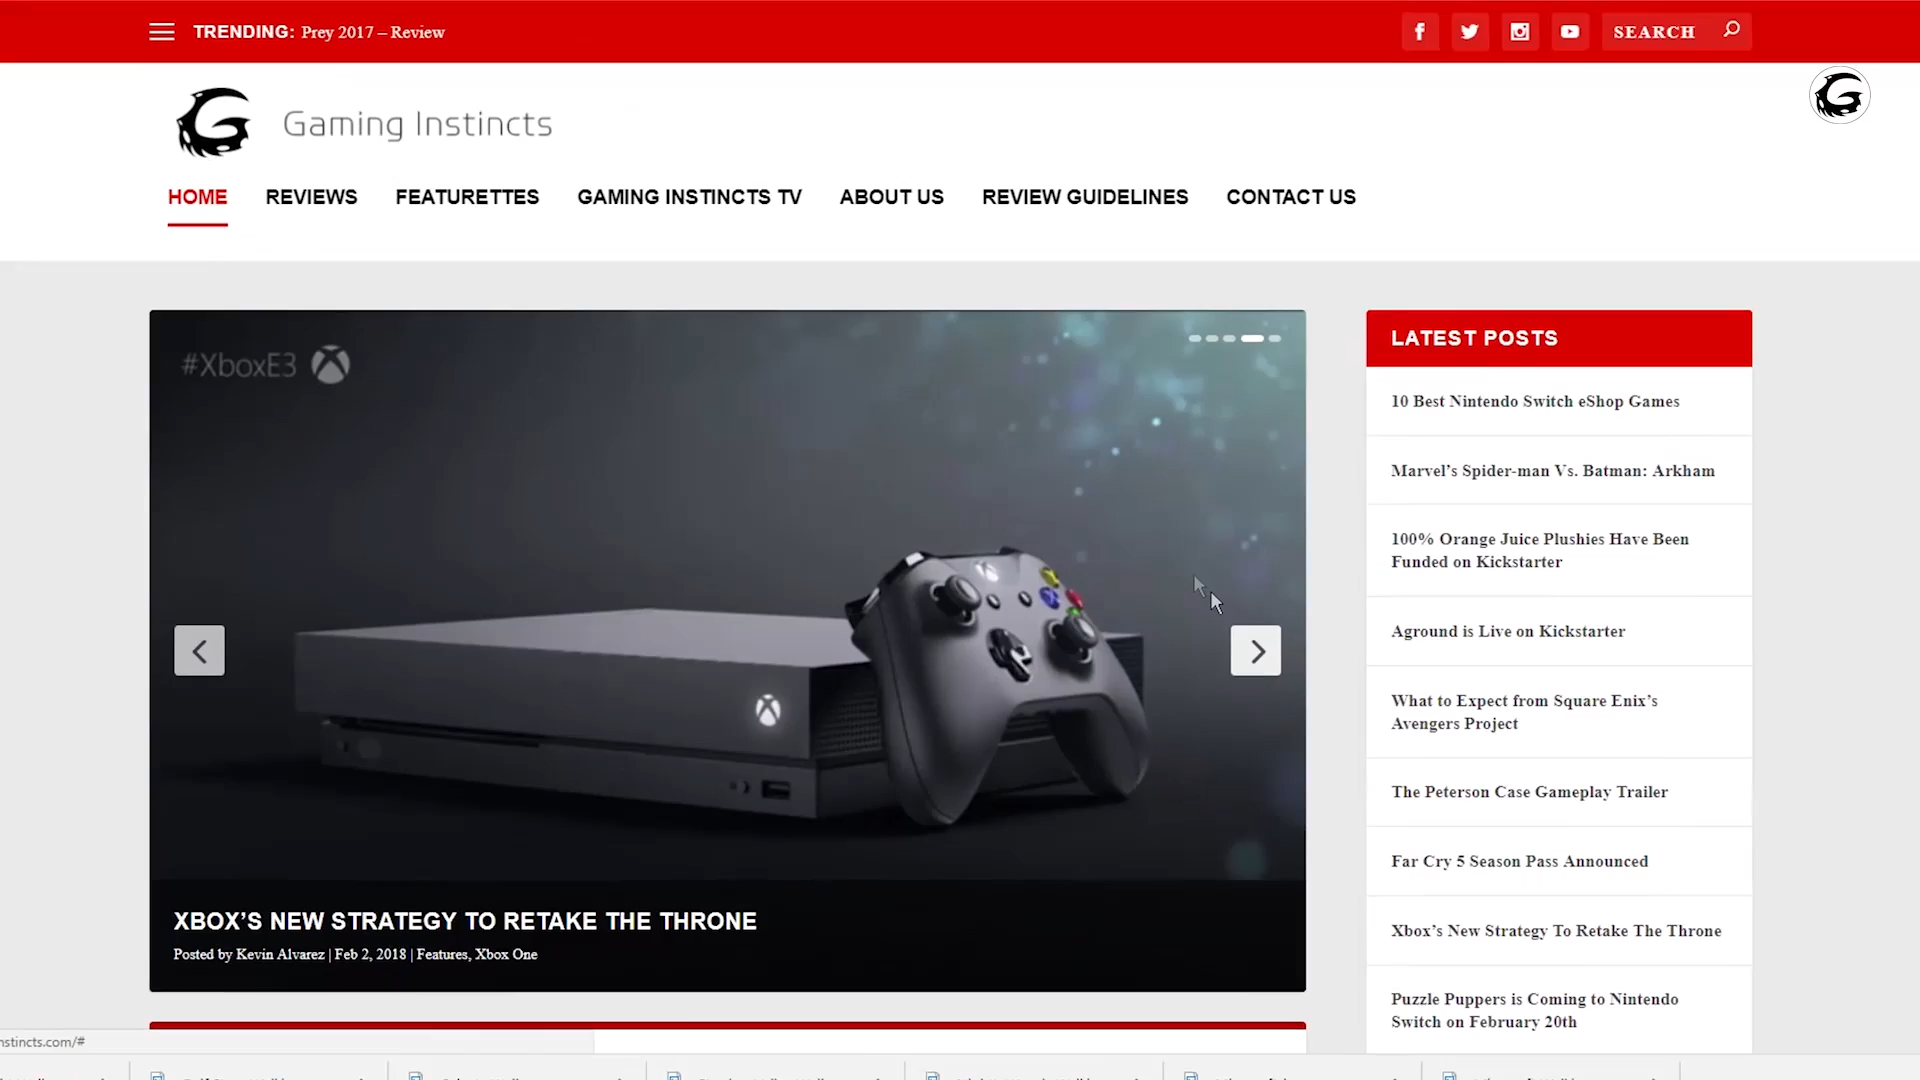 TRENDING: Prey 2017 – Review
SEARCH
Gaming Instincts
HOME REVIEWS FEATURETTES GAMING INSTINCTS TV ABOUT US REVIEW GUIDELINES CONTACT US
#XboxE3
XBOX’S NEW STRATEGY TO RETAKE THE THRONE
Posted by Kevin Alvarez | Feb 2, 2018 | Features, Xbox One
LATEST POSTS
10 Best Nintendo Switch eShop Games
Marvel’s Spider-man Vs. Batman: Arkham
100% Orange Juice Plushies Have Been
Funded on Kickstarter
Aground is Live on Kickstarter
What to Expect from Square Enix’s
Avengers Project
The Peterson Case Gameplay Trailer
Far Cry 5 Season Pass Announced
Xbox’s New Strategy To Retake The Throne
Puzzle Puppers is Coming to Nintendo
Switch on February 20th
nstincts.com/#